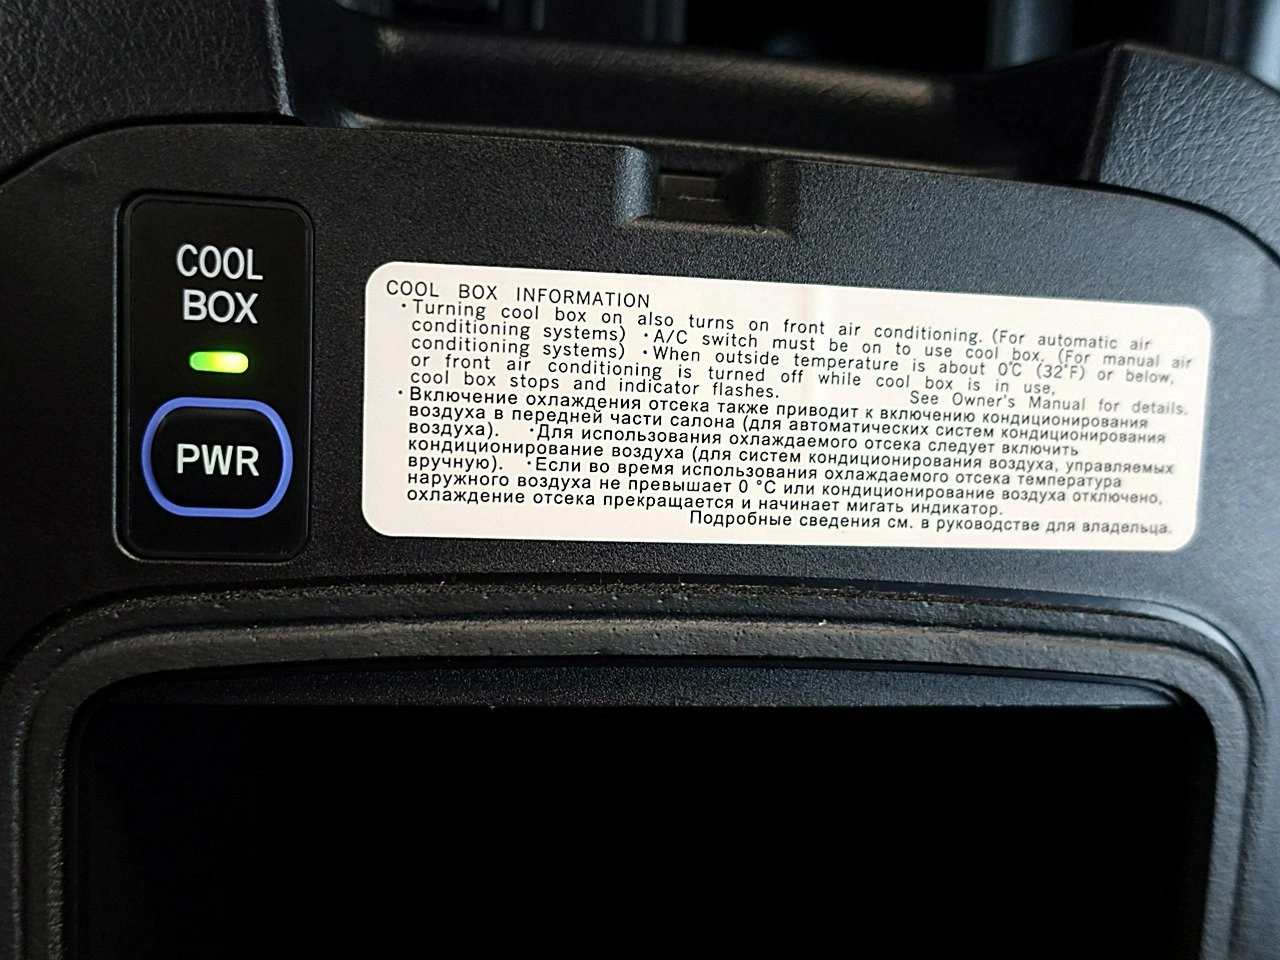 COOL
BOX
PWR
COOL BOX INFORMATION
・Turning cool box on also turns on front air conditioning. (For automatic air
conditioning systems) ・A/C switch must be on to use cool box. (For manual air
conditioning systems) ・When outside temperature is about 0℃ (32°F) or below,
or front air conditioning is turned off while cool box is in use,
cool box stops and indicator flashes. See Owner's Manual for details.
・Включение охлаждения отсека также приводит к включению кондиционирования
воздуха в передней части салона (для автоматических систем кондиционирования
воздуха). ・Для использования охлаждаемого отсека следует включить
кондиционирование воздуха (для систем кондиционирования воздуха, управляемых
вручную). ・Если во время использования охлаждаемого отсека температура
наружного воздуха не превышает 0 °C или кондиционирование воздуха отключено,
охлаждение отсека прекращается и начинает мигать индикатор.
Подробные сведения см. в руководстве для владельца.